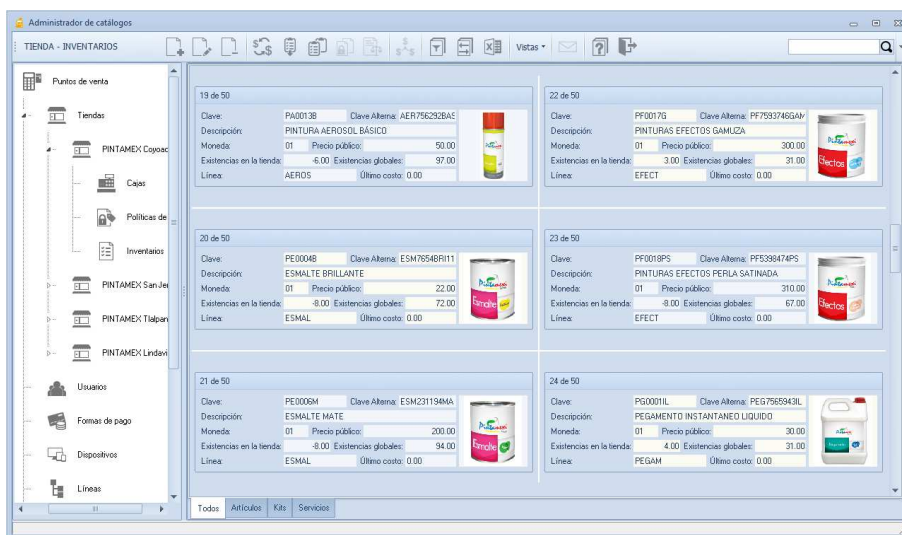 Administrador de catálogos
TIENDA - INVENTARIOS
Vistas
Puntos de venta
Tiendas
PINTAMEX Coyoac
Cajas
Políticas de
Inventarios
PINTAMEX San Jer
PINTAMEX Tlalpan
PINTAMEX Lindavi
Usuarios
Formas de pago
Dispositivos
Líneas
19 de 50
Clave: PA0013B Clave Alterna: AER756292BAS
Descripción: PINTURA AEROSOL BÁSICO
Moneda: 01 Precio público: 50.00
Existencias en la tienda: -6.00 Existencias globales: 97.00
Línea: AEROS Último costo: 0.00
20 de 50
Clave: PE0004B Clave Alterna: ESM7654BRI11
Descripción: ESMALTE BRILLANTE
Moneda: 01 Precio público: 22.00
Existencias en la tienda: -8.00 Existencias globales: 72.00
Línea: ESMAL Último costo: 0.00
Pintamex
Esmalte
21 de 50
Clave: PE0006M Clave Alterna: ESM231194MA
Descripción: ESMALTE MATE
Moneda: 01 Precio público: 200.00
Existencias en la tienda: -8.00 Existencias globales: 94.00
Línea: ESMAL Último costo: 0.00
Pintamex
Esmalte
22 de 50
Clave: PF0017G Clave Alterna: PF7593746GAM
Descripción: PINTURAS EFECTOS GAMUZA
Moneda: 01 Precio público: 300.00
Existencias en la tienda: 3.00 Existencias globales: 31.00
Línea: EFECT Último costo: 0.00
Pintamex
Efectos
23 de 50
Clave: PF0018PS Clave Alterna: PF5398474PS
Descripción: PINTURAS EFECTOS PERLA SATINADA
Moneda: 01 Precio público: 310.00
Existencias en la tienda: -8.00 Existencias globales: 67.00
Línea: EFECT Último costo: 0.00
Pintamex
Efectos
24 de 50
Clave: PG0001IL Clave Alterna: PEG7565943IL
Descripción: PEGAMENTO INSTANTANEO LIQUIDO
Moneda: 01 Precio público: 30.00
Existencias en la tienda: 4.00 Existencias globales: 31.00
Línea: PEGAM Último costo: 0.00
Pintamex
Todos Artículos Kits Servicios